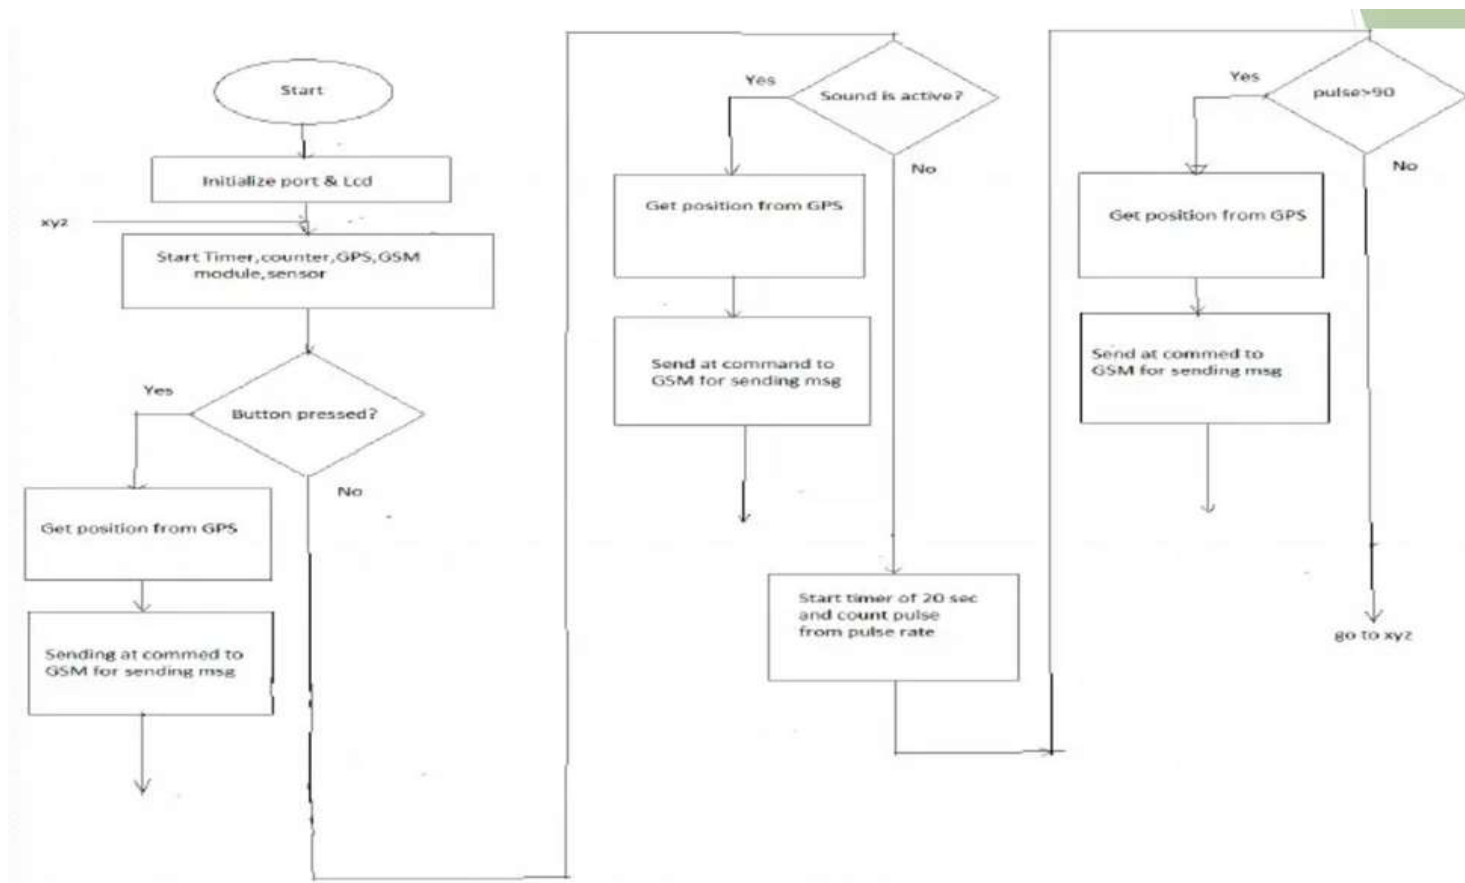 Start
Initialize port & Lcd
xyz
Start Timer,counter,GPS,GSM
module,sensor
Yes
Button pressed?
No
Get position from GPS
Sending at commed to
GSM for sending msg
Yes
Sound is active?
No
Get position from GPS
Send at command to
GSM for sending msg
Start timer of 20 sec
and count pulse
from pulse rate
Yes
pulse>90
No
Get position from GPS
Send at commed to
GSM for sending msg
go to xyz